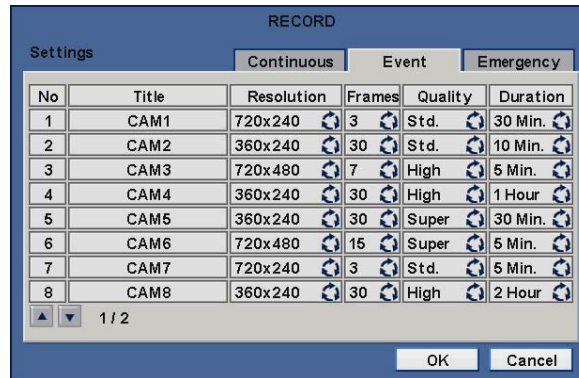 RECORD
Settings
Continuous Event Emergency
No Title Resolution Frames Quality Duration
1 CAM1 720x240 3 Std. 30 Min.
2 CAM2 360x240 30 Std. 10 Min.
3 CAM3 720x480 7 High 5 Min.
4 CAM4 360x240 30 High 1 Hour
5 CAM5 360x240 30 Super 30 Min.
6 CAM6 720x480 15 Super 5 Min.
7 CAM7 720x240 3 Std. 5 Min.
8 CAM8 360x240 30 High 2 Hour
1 / 2
OK Cancel